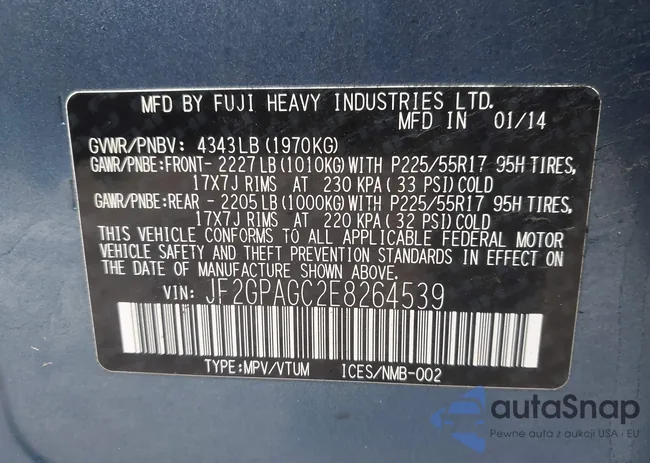 MFD BY FUJI HEAVY INDUSTRIES LTD.
MFD IN 01/14
GVWR/PNBV: 4343LB (1970KG)
GAWR/PNBE:FRONT- 2227LB(1010KG)WITH P225/55R17 95H TIRES,
17X7J RIMS AT 230 KPA (33 PSI)COLD
GAWR/PNBE:REAR - 2205LB(1000KG)WITH P225/55R17 95H TIRES,
17X7J RIMS AT 220 KPA (32 PSI)COLD
THIS VEHICLE CONFORMS TO ALL APPLICABLE FEDERAL MOTOR
VEHICLE SAFETY AND THEFT PREVENTION STANDARDS IN EFFECT ON
THE DATE OF MANUFACTURE SHOWN ABOVE.
VIN: JF2GPAGC2E8264539
TYPE:MPV/VTUM ICES/NMB-002
autaSnap
Pewne auta z aukcji USA - EU